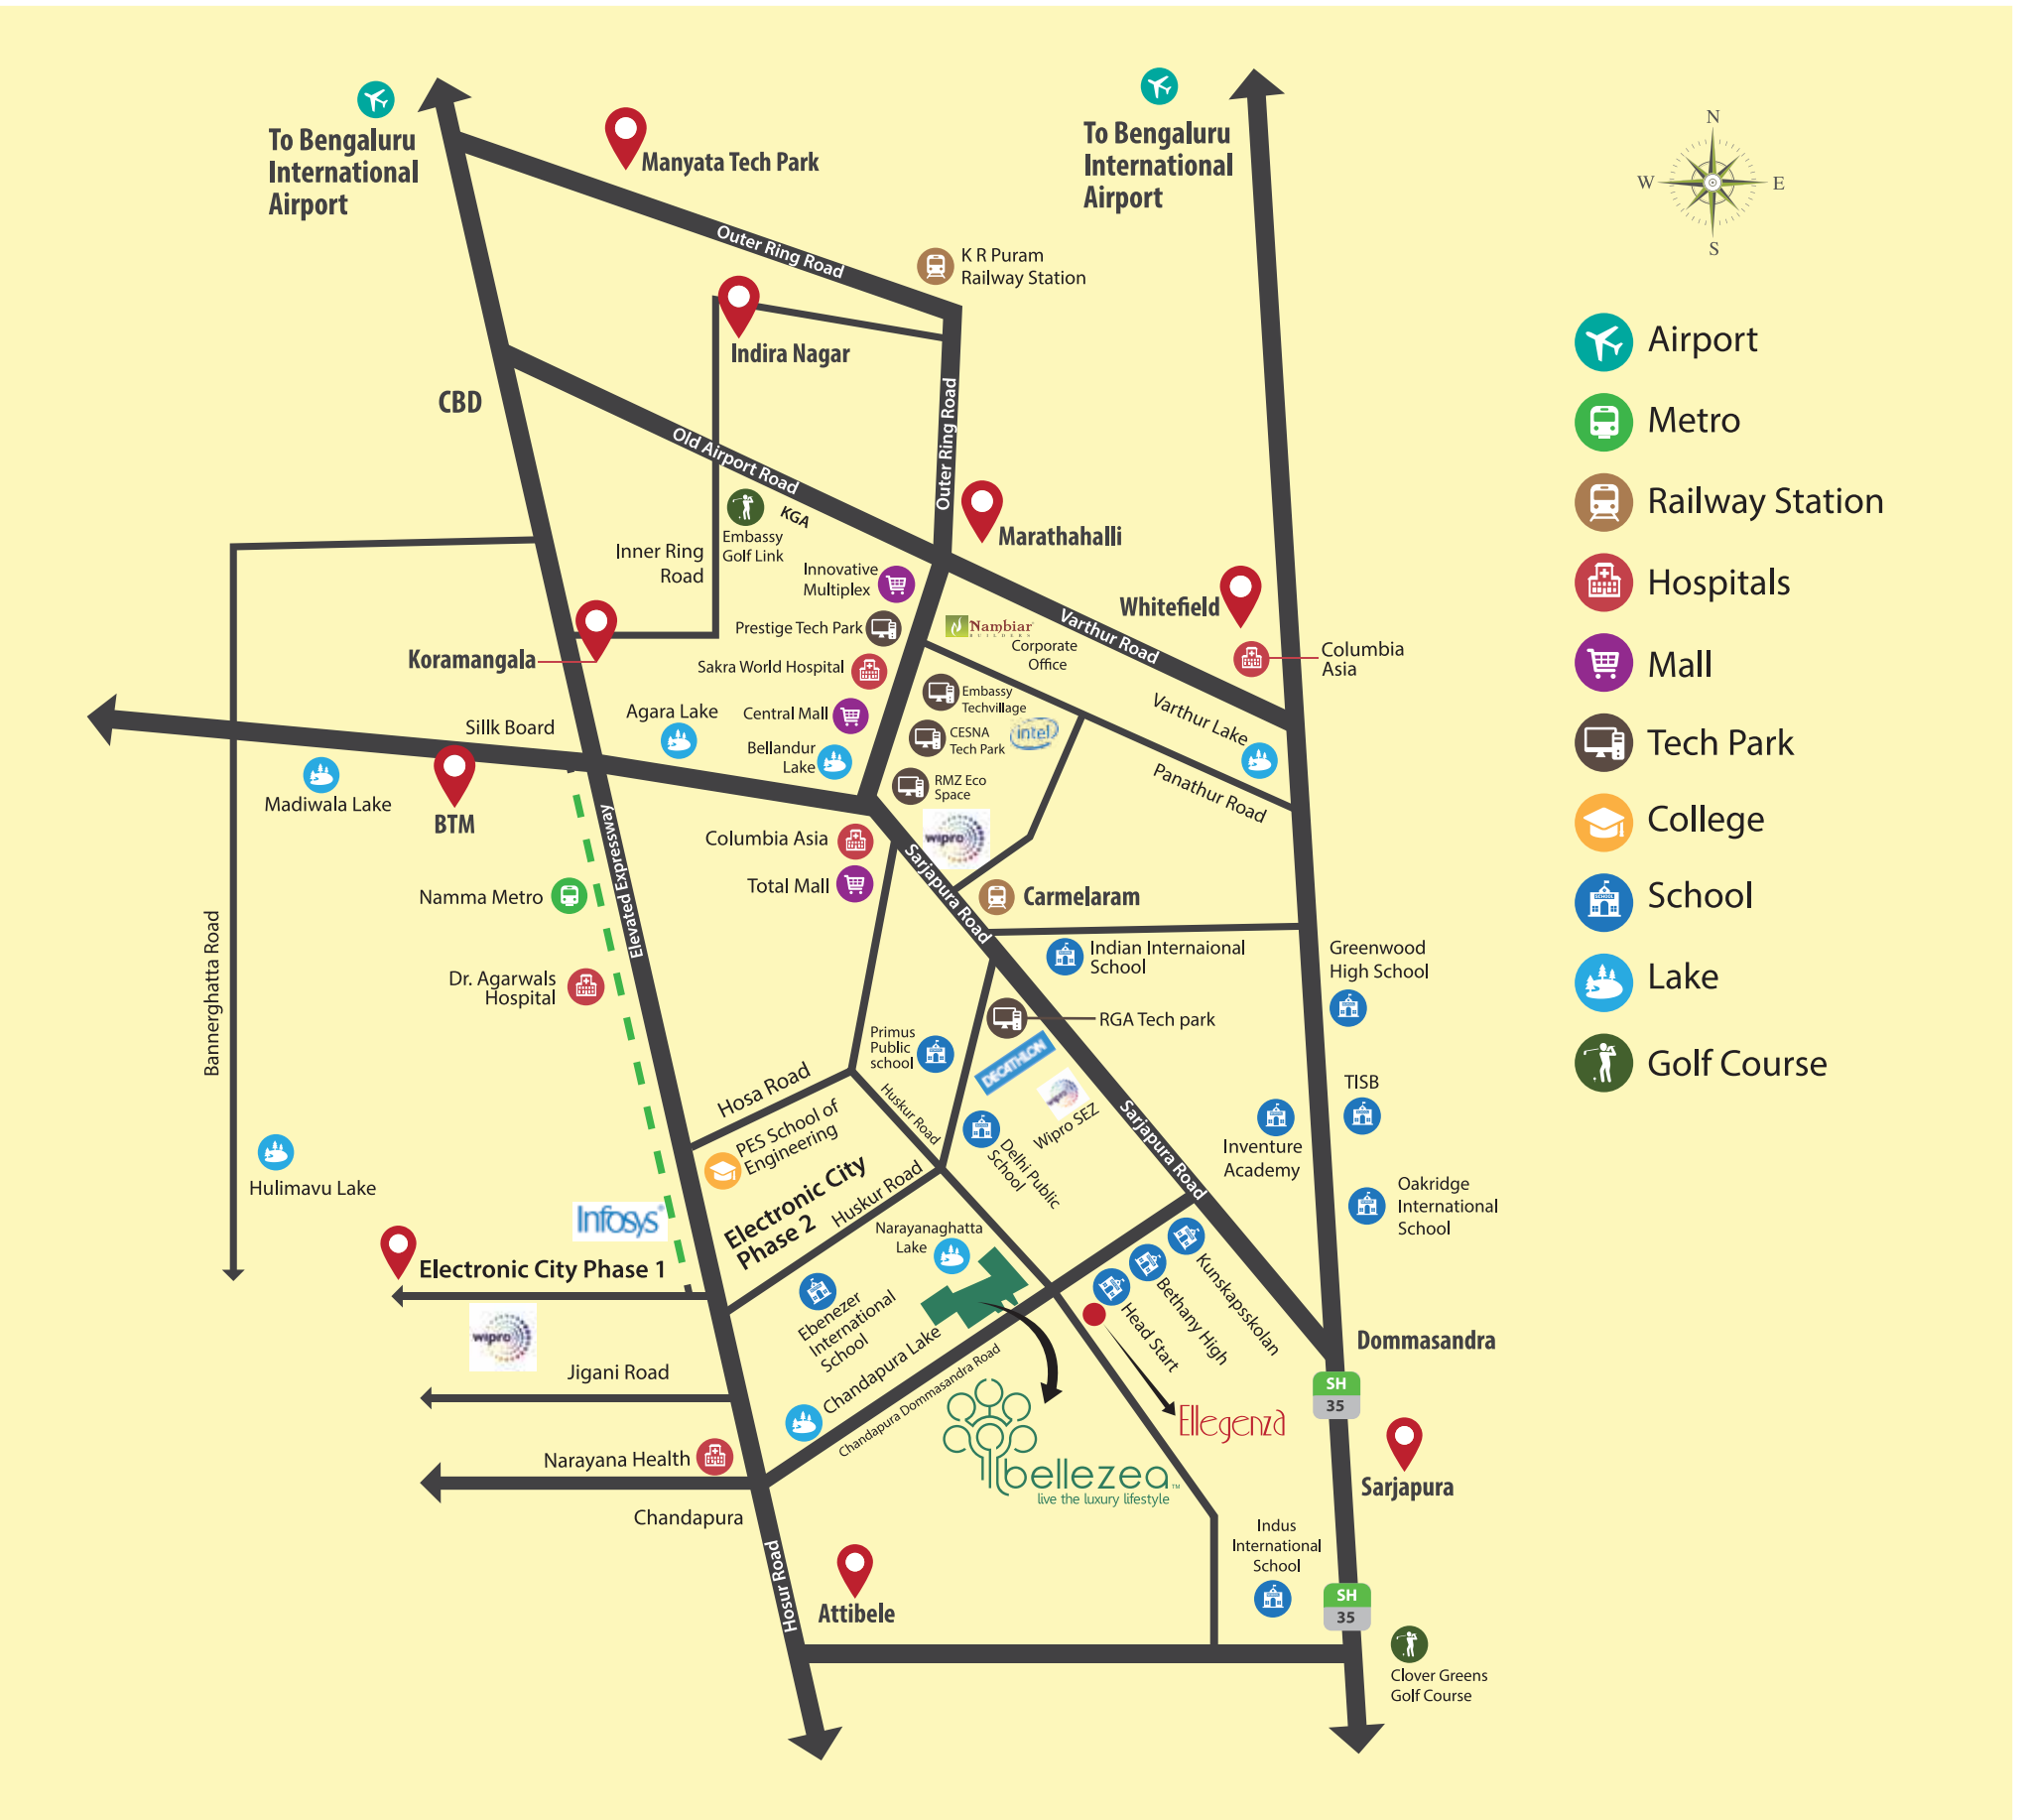 To Bengaluru
International
Airport
Manyata Tech Park
To Bengaluru
International
Airport
N
W
E
S
Outer Ring Road
K R Puram
Railway Station
Indira Nagar
CBD
Outer Ring Road
Old Airport Road
KGA
Embassy
Golf Link
Inner Ring
Road
Marathahalli
Innovative
Multiplex
Prestige Tech Park
Nambiar
BUILDERS
Corporate
Office
Varthur Road
Whitefield
Columbia
Asia
Koramangala
Sakra World Hospital
Embassy
Techvillage
Sillk Board
Agara Lake
Central Mall
CESNA
Tech Park
intel
Varthur Lake
Bellandur
Lake
RMZ Eco
Space
Panathur Road
Madiwala Lake
BTM
Columbia Asia
wipro
Total Mall
Sarjapura Road
Carmelaram
Namma Metro
Elevated Expressway
Bannerghatta Road
Dr. Agarwals
Hospital
Indian Internaional
School
Greenwood
High School
RGA Tech park
Primus
Public
school
DECATHLON
wipro
Wipro SEZ
Hosa Road
Huskur Road
PES School of
Engineering
Delhi Public
School
Sarjapura Road
TISB
Inventure
Academy
Oakridge
International
School
Hulimavu Lake
Infosys
Electronic City
Phase 2
Huskur Road
Narayanaghatta
Lake
Electronic City Phase 1
wipro
Ebenezer
International
School
Kunskapsskolan
Bethany High
Head Start
Dommasandra
SH
35
Jigani Road
Chandapura Lake
Chandapura Dommasandra Road
Ellegenza
bellezea™
live the luxury lifestyle
Narayana Health
Chandapura
Sarjapura
Indus
International
School
Hosur Road
Attibele
SH
35
Clover Greens
Golf Course
Airport
Metro
Railway Station
Hospitals
Mall
Tech Park
College
School
Lake
Golf Course